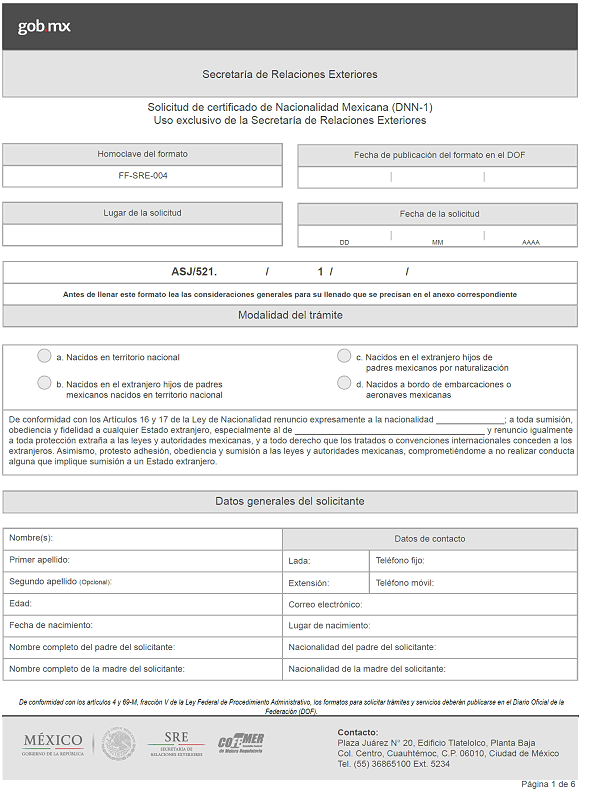 gob.mx
Secretaría de Relaciones Exteriores
Solicitud de certificado de Nacionalidad Mexicana (DNN-1)
Uso exclusivo de la Secretaría de Relaciones Exteriores
Homoclave del formato
FF-SRE-004
Fecha de publicación del formato en el DOF
| |
Lugar de la solicitud
Fecha de la solicitud
DD | MM | AAAA
ASJ/521. / 1 / /
Antes de llenar este formato lea las consideraciones generales para su llenado que se precisan en el anexo correspondiente
Modalidad del trámite
a. Nacidos en territorio nacional
b. Nacidos en el extranjero hijos de padres
mexicanos nacidos en territorio nacional
c. Nacidos en el extranjero hijos de
padres mexicanos por naturalización
d. Nacidos a bordo de embarcaciones o
aeronaves mexicanas
De conformidad con los Artículos 16 y 17 de la Ley de Nacionalidad renuncio expresamente a la nacionalidad _______________; a toda sumisión,
obediencia y fidelidad a cualquier Estado extranjero, especialmente al de ________________________________________ y renuncio igualmente
a toda protección extraña a las leyes y autoridades mexicanas, y a todo derecho que los tratados o convenciones internacionales conceden a los
extranjeros. Asimismo, protesto adhesión, obediencia y sumisión a las leyes y autoridades mexicanas, comprometiéndome a no realizar conducta
alguna que implique sumisión a un Estado extranjero.
Datos generales del solicitante
Nombre(s):
Datos de contacto
Primer apellido:
Lada:
Teléfono fijo:
Segundo apellido (Opcional):
Extensión:
Teléfono móvil:
Edad:
Correo electrónico:
Fecha de nacimiento:
Lugar de nacimiento:
Nombre completo del padre del solicitante:
Nacionalidad del padre del solicitante:
Nombre completo de la madre del solicitante:
Nacionalidad de la madre del solicitante:
De conformidad con los artículos 4 y 69-M, fracción V de la Ley Federal de Procedimiento Administrativo, los formatos para solicitar trámites y servicios deberán publicarse en el Diario Oficial de la
Federación (DOF).
MÉXICO
GOBIERNO DE LA REPÚBLICA
SRE
SECRETARÍA DE
RELACIONES EXTERIORES
COFEMER
Comisión Federal
de Mejora Regulatoria
Contacto:
Plaza Juárez N° 20, Edificio Tlatelolco, Planta Baja
Col. Centro, Cuauhtémoc, C.P. 06010, Ciudad de México
Tel. (55) 36865100 Ext. 5234
Página 1 de 6